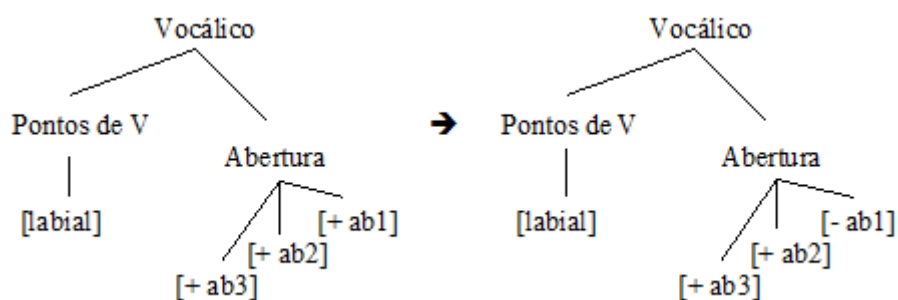 Vocálico Vocálico
Pontos de V ➔ Pontos de V
Abertura Abertura
[labial] [+ ab1] [labial] [- ab1]
[+ ab2] [+ ab2]
[+ ab3] [+ ab3]